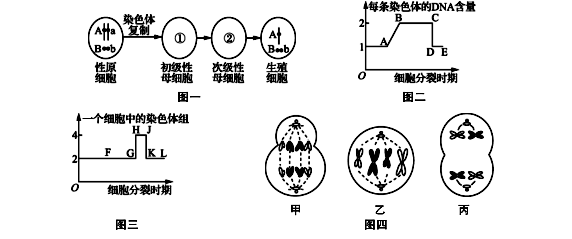 染色体
复制
A a
B b
① ②
A
B b
性原
细胞
初级性
母细胞
次级性
母细胞
生殖
细胞
图一
每条染色体的DNA含量
2
1
O
A
B
C
D E
细胞分裂时期
图二
一个细胞中的染色体组
4
2
O
F
G
H J
K L
细胞分裂时期
图三
甲 乙 丙
图四